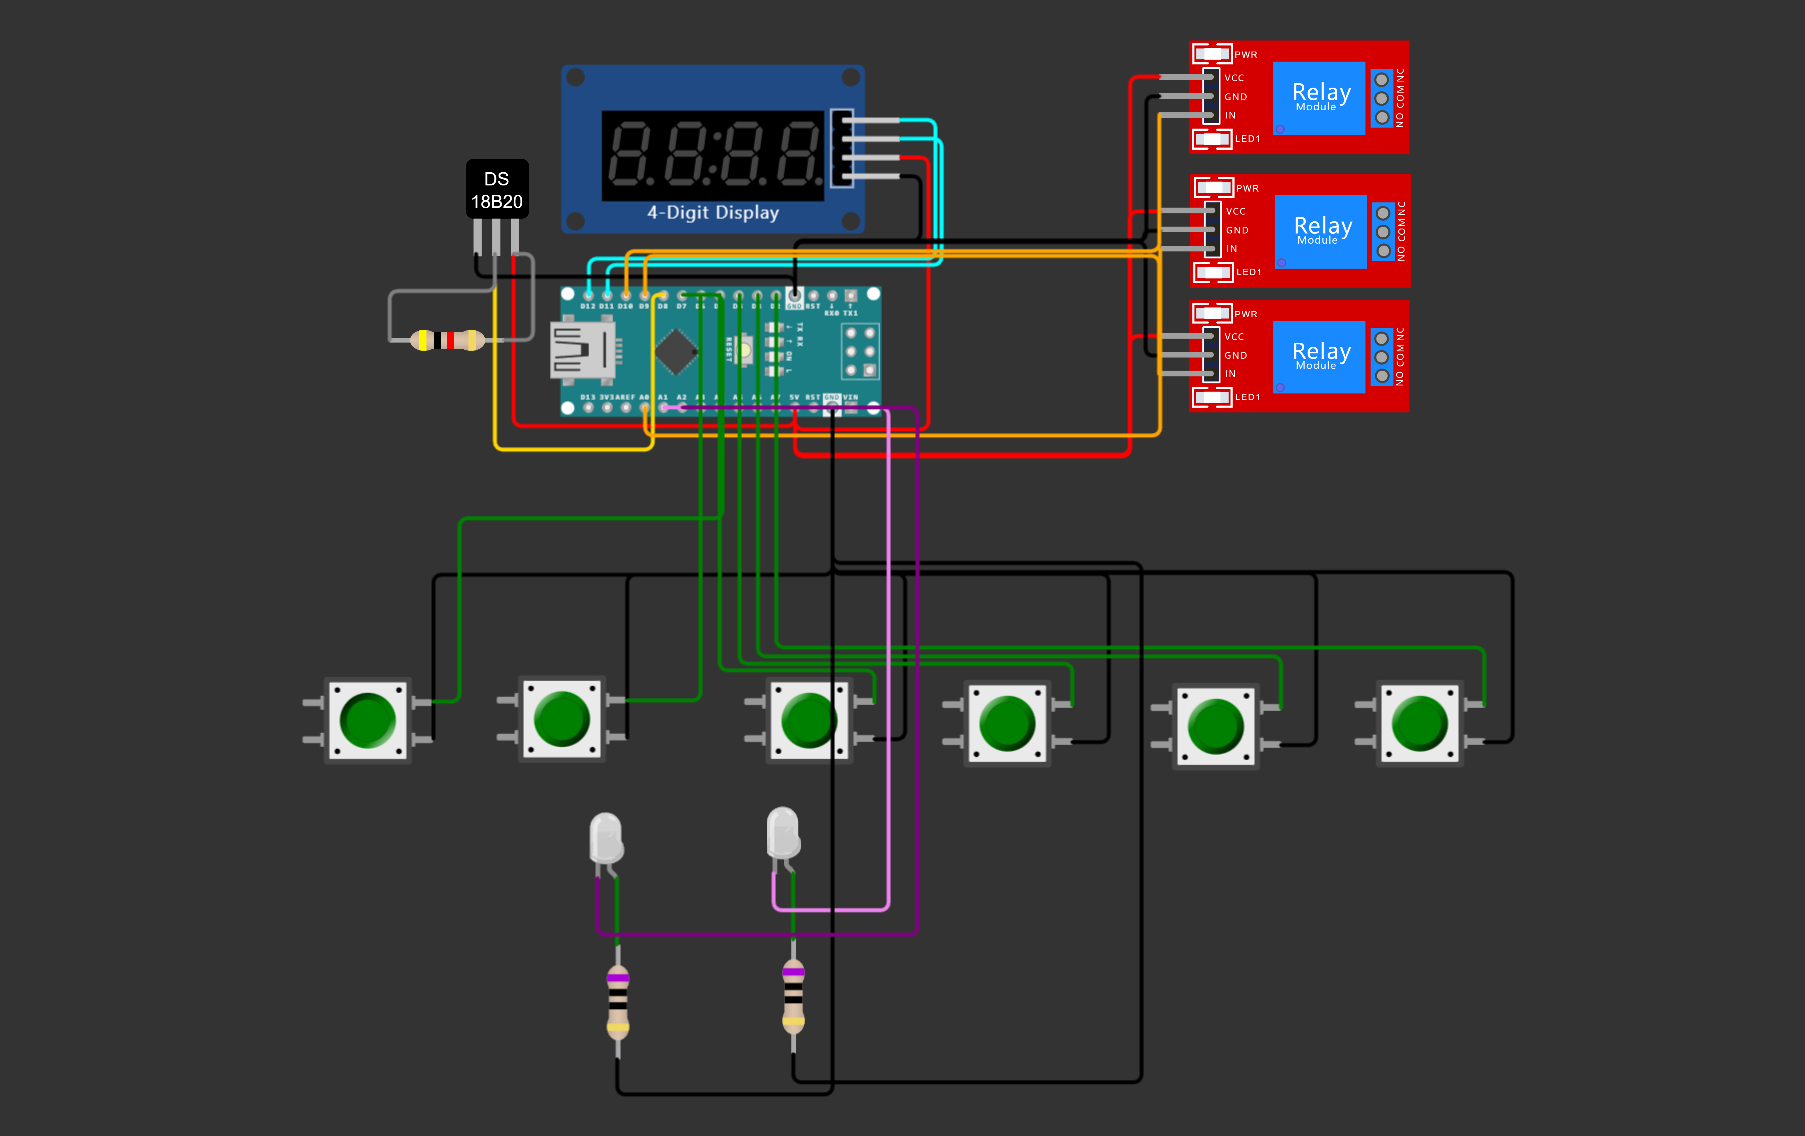 PWR
VCC
Relay
Module
GND
IN
LED1
NO COM NC
DS
18B20
4-Digit Display
PWR
VCC
Relay
Module
GND
IN
LED1
NO COM NC
D12 D11 D10 D9 D8 D7 GND RST RX0 TX1
RESET
TX
RX
ON
L
D13 3V3 AREF A0 A1 A2 5V RST GND VIN
PWR
VCC
Relay
Module
GND
IN
LED1
NO COM NC